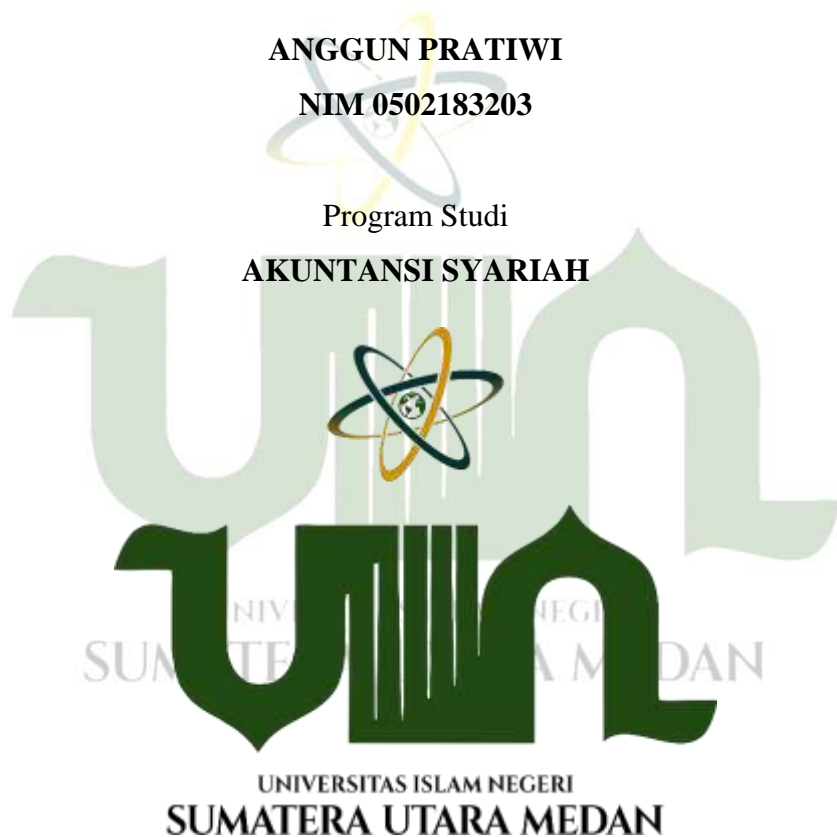 ANGGUN PRATIWI
NIM 0502183203
Program Studi
AKUNTANSI SYARIAH
UNIVERSITAS ISLAM NEGERI
SUMATERA UTARA MEDAN